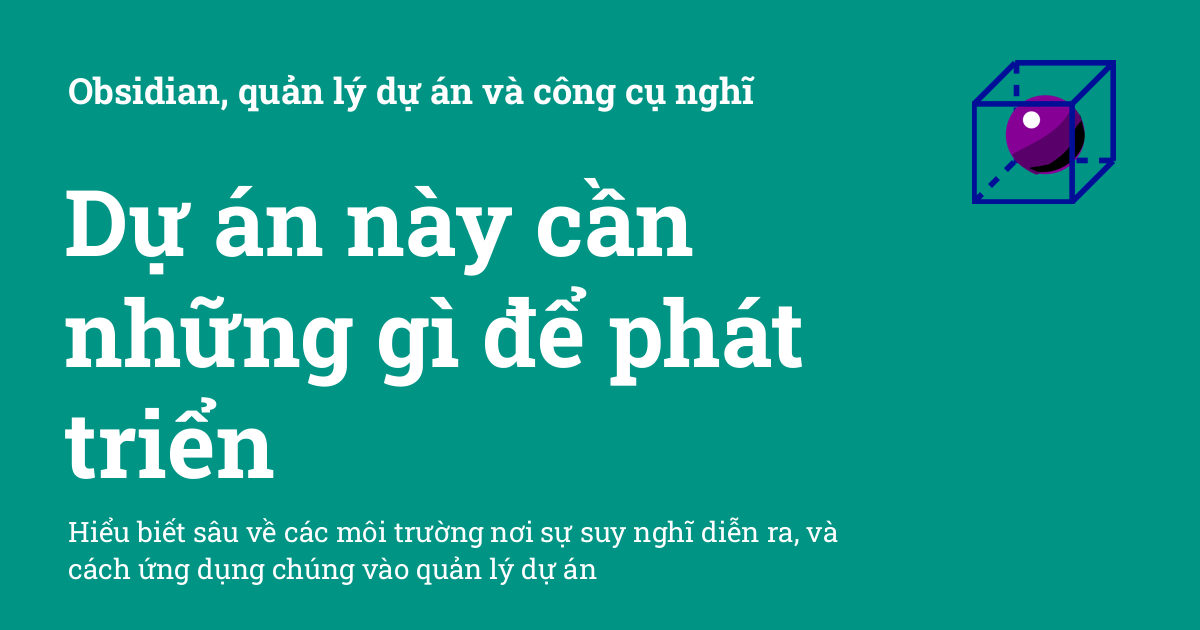 Obsidian, quản lý dự án và công cụ nghĩ
Dự án này cần
những gì để phát
triển
Hiểu biết sâu về các môi trường nơi sự suy nghĩ diễn ra, và
cách ứng dụng chúng vào quản lý dự án